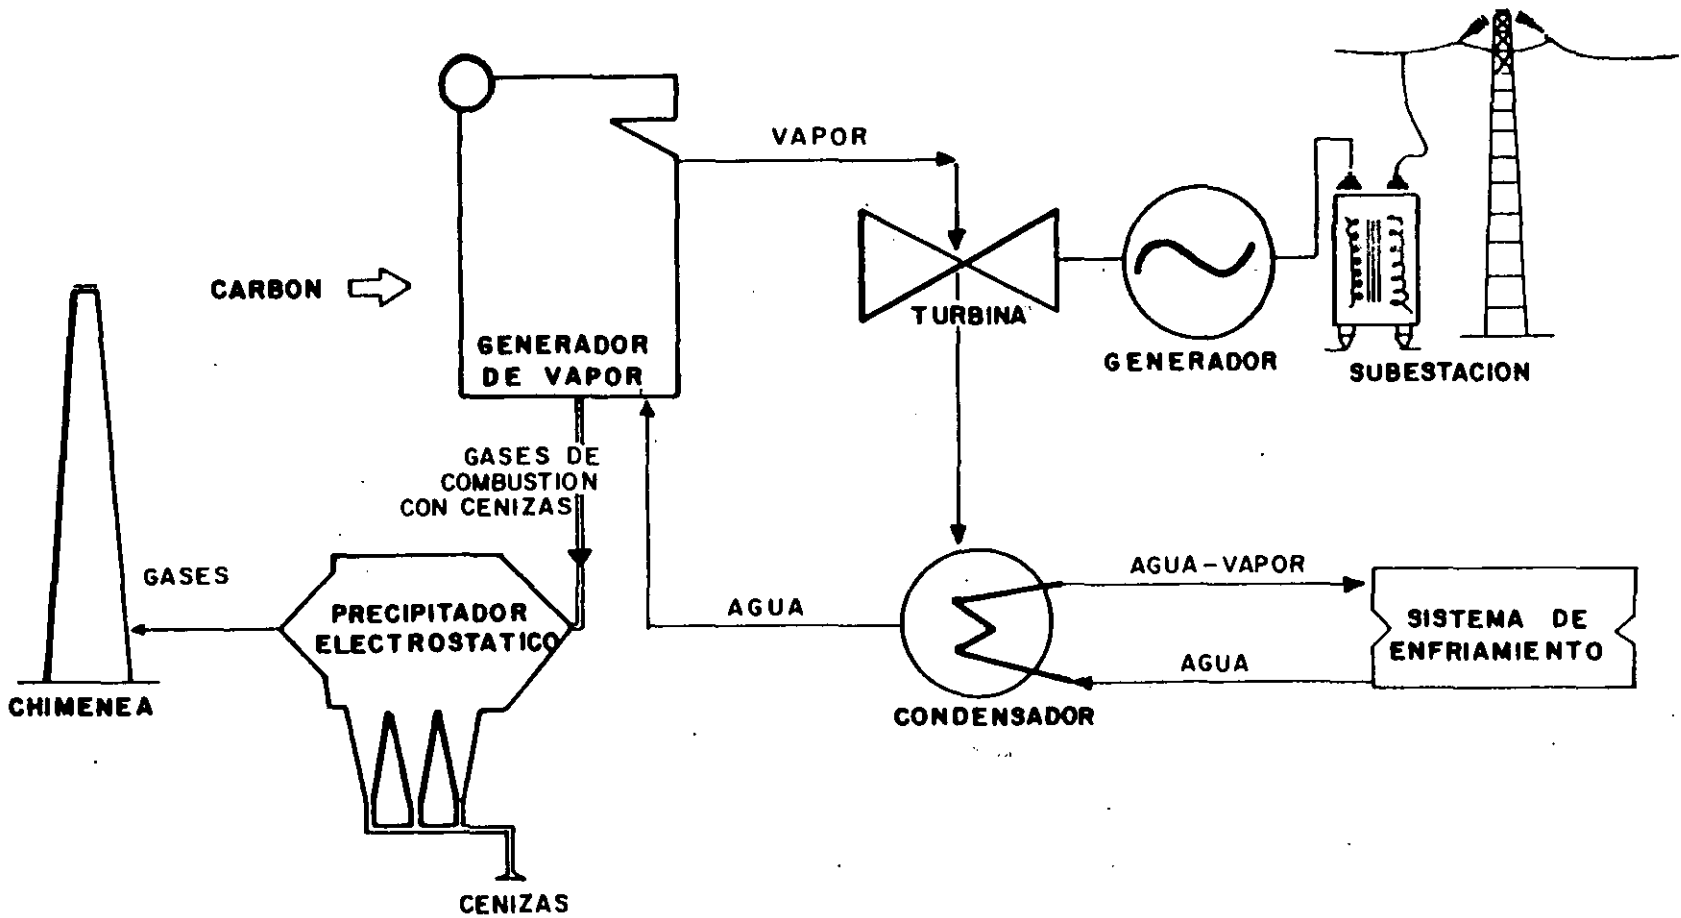 VAPOR
CARBON
TURBINA
GENERADOR
DE VAPOR
GENERADOR
SUBESTACION
GASES DE
COMBUSTION
CON CENIZAS
AGUA-VAPOR
GASES
AGUA
PRECIPITADOR
ELECTROSTATICO
SISTEMA DE
ENFRIAMIENTO
AGUA
CHIMENEA
CONDENSADOR
CENIZAS